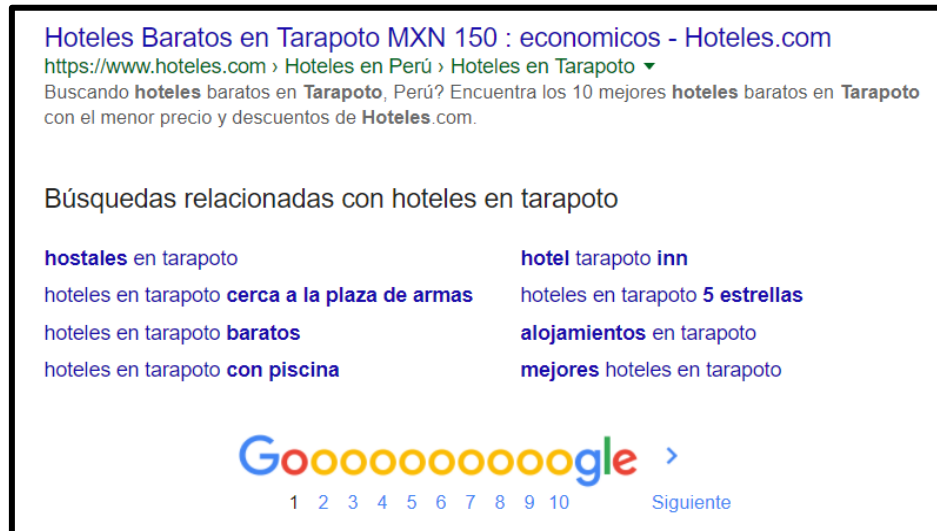 Hoteles Baratos en Tarapoto MXN 150 : economicos - Hoteles.com
https://www.hoteles.com › Hoteles en Perú › Hoteles en Tarapoto ▼
Buscando hoteles baratos en Tarapoto, Perú? Encuentra los 10 mejores hoteles baratos en Tarapoto
con el menor precio y descuentos de Hoteles.com.
Búsquedas relacionadas con hoteles en tarapoto
hostales en tarapoto
hoteles en tarapoto cerca a la plaza de armas
hoteles en tarapoto baratos
hoteles en tarapoto con piscina
hotel tarapoto inn
hoteles en tarapoto 5 estrellas
alojamientos en tarapoto
mejores hoteles en tarapoto
Goooooooooogle >
1 2 3 4 5 6 7 8 9 10 Siguiente